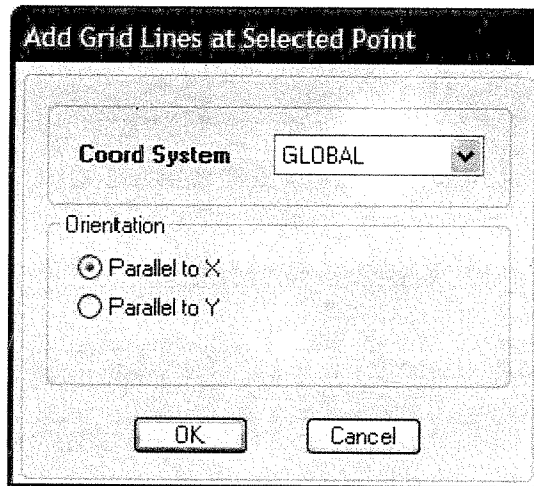 Add Grid Lines at Selected Point
Coord System
GLOBAL
Orientation
Parallel to X
Parallel to Y
OK
Cancel